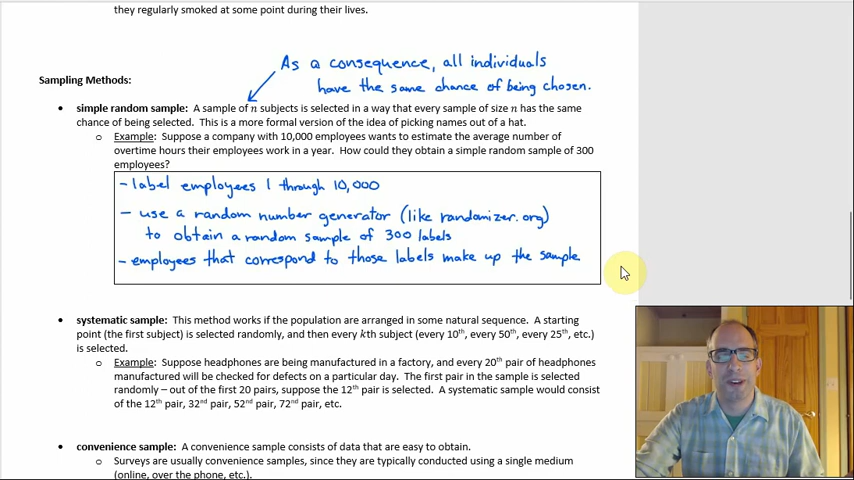 they regularly smoked at some point during their lives.
As a consequence, all individuals
have the same chance of being chosen.
Sampling Methods:
• simple random sample: A sample of n subjects is selected in a way that every sample of size n has the same
chance of being selected. This is a more formal version of the idea of picking names out of a hat.
o Example: Suppose a company with 10,000 employees wants to estimate the average number of
overtime hours their employees work in a year. How could they obtain a simple random sample of 300
employees?
- label employees 1 through 10,000
- use a random number generator (like randomizer.org)
to obtain a random sample of 300 labels
- employees that correspond to those labels make up the sample
• systematic sample: This method works if the population are arranged in some natural sequence. A starting
point (the first subject) is selected randomly, and then every kth subject (every 10th, every 50th, every 25th, etc.)
is selected.
o Example: Suppose headphones are being manufactured in a factory, and every 20th pair of headphones
manufactured will be checked for defects on a particular day. The first pair in the sample is selected
randomly – out of the first 20 pairs, suppose the 12th pair is selected. A systematic sample would consist
of the 12th pair, 32nd pair, 52nd pair, 72nd pair, etc.
• convenience sample: A convenience sample consists of data that are easy to obtain.
o Surveys are usually convenience samples, since they are typically conducted using a single medium
(online, over the phone, etc.).